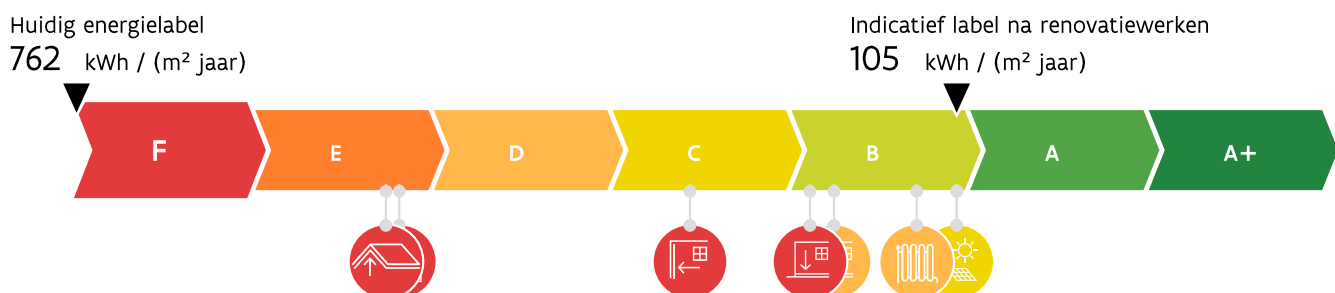 Huidig energielabel
762 kWh / (m² jaar)
Indicatief label na renovatiewerken
105 kWh / (m² jaar)
F E D C B A A+